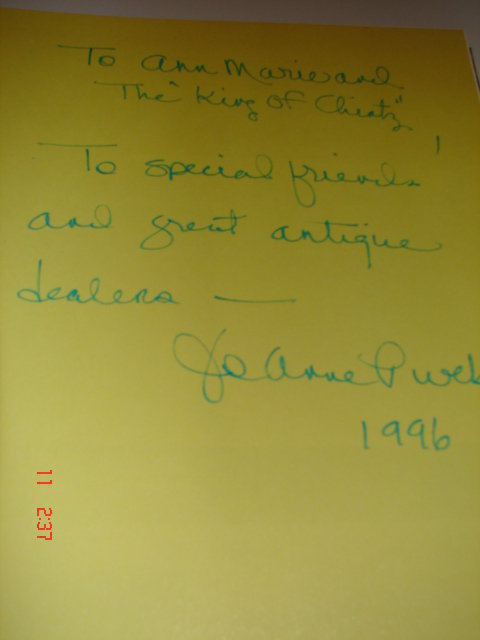 To Ann Marie and
The "King of Chintz"!
To special friends
and great antique
dealers —
Jo Anne
1996
11 2:37